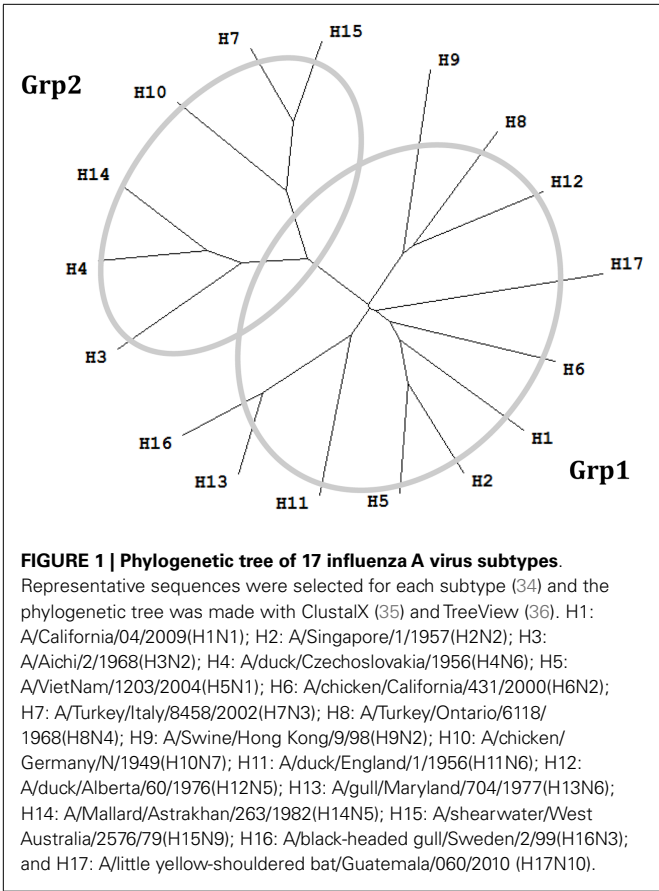 H15
H7
H9
Grp2
H10
H8
H12
H14
H17
H4
H3
H6
H1
H16
Grp1
H13
H2
H11
H5
FIGURE 1 | Phylogenetic tree of 17 influenza A virus subtypes.
Representative sequences were selected for each subtype (34) and the
phylogenetic tree was made with ClustalX (35) and TreeView (36). H1:
A/California/04/2009(H1N1); H2: A/Singapore/1/1957(H2N2); H3:
A/Aichi/2/1968(H3N2); H4: A/duck/Czechoslovakia/1956(H4N6); H5:
A/VietNam/1203/2004(H5N1); H6: A/chicken/California/431/2000(H6N2);
H7: A/Turkey/Italy/8458/2002(H7N3); H8: A/Turkey/Ontario/6118/
1968(H8N4); H9: A/Swine/Hong Kong/9/98(H9N2); H10: A/chicken/
Germany/N/1949(H10N7); H11: A/duck/England/1/1956(H11N6); H12:
A/duck/Alberta/60/1976(H12N5); H13: A/gull/Maryland/704/1977(H13N6);
H14: A/Mallard/Astrakhan/263/1982(H14N5); H15: A/shearwater/West
Australia/2576/79(H15N9); H16: A/black-headed gull/Sweden/2/99(H16N3);
and H17: A/little yellow-shouldered bat/Guatemala/060/2010 (H17N10).